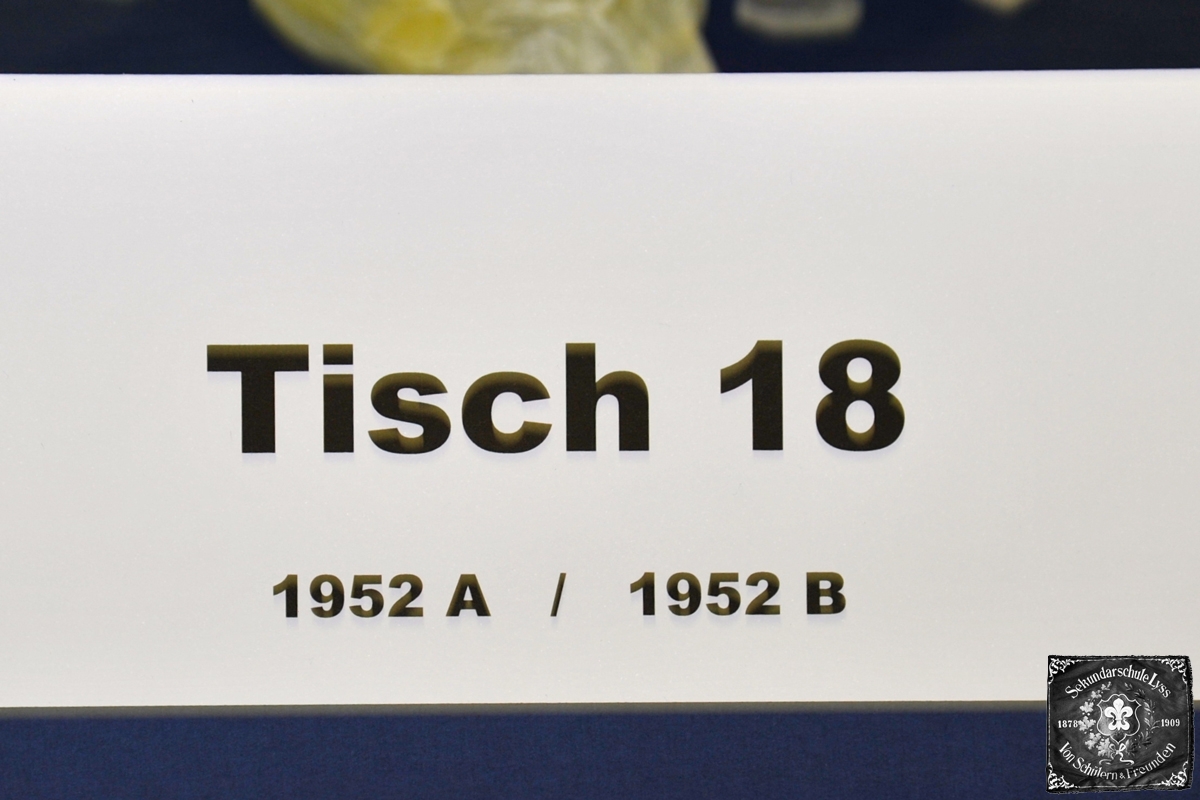 Tisch 18
1952 A / 1952 B
Sekundarschule Lyss
1878 1909
Von Schülern & Freunden